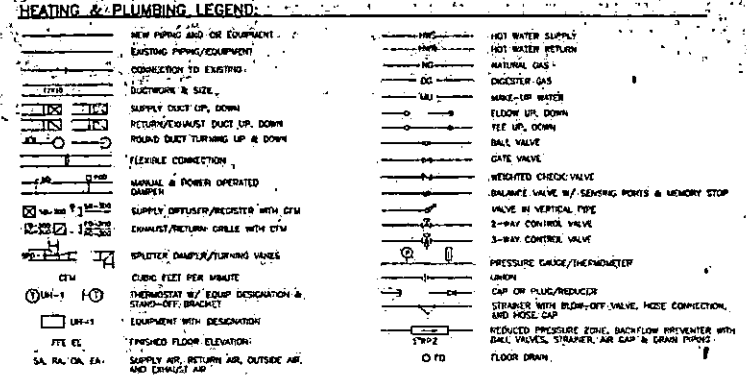 HEATING & PLUMBING LEGEND:
NEW PIPING AND OR EQUIPMENT
EXISTING PIPING/EQUIPMENT
CONNECTION TO EXISTING
DUCTWORK & SIZE
SUPPLY DUCT UP, DOWN
RETURN/EXHAUST DUCT UP, DOWN
ROUND DUCT TURNING UP & DOWN
FLEXIBLE CONNECTION
MANUAL & POWER OPERATED
DAMPER
SUPPLY DIFFUSER/REGISTER WITH CFM
EXHAUST/RETURN GRILLE WITH CFM
SPLITTER DAMPER/TURNING VANES
CFM CUBIC FEET PER MINUTE
T UH-1 T THERMOSTAT W/ EQUIP DESIGNATION &
STAND-OFF BRACKET
UH-1 EQUIPMENT WITH DESIGNATION
FFE EL FINISHED FLOOR ELEVATION
SA, RA, OA, EA SUPPLY AIR, RETURN AIR, OUTSIDE AIR,
AND EXHAUST AIR
HWS HOT WATER SUPPLY
HWR HOT WATER RETURN
NG NATURAL GAS
DG DIGESTER GAS
MU MAKE-UP WATER
ELBOW UP, DOWN
TEE UP, DOWN
BALL VALVE
GATE VALVE
WEIGHTED CHECK VALVE
BALANCE VALVE W/ SENSING PORTS & MEMORY STOP
VALVE IN VERTICAL PIPE
2-WAY CONTROL VALVE
3-WAY CONTROL VALVE
PRESSURE GAUGE/THERMOMETER
UNION
CAP OR PLUG/REDUCER
STRAINER WITH BLOW-OFF VALVE, HOSE CONNECTION,
AND HOSE CAP
REDUCED PRESSURE ZONE, BACKFLOW PREVENTER WITH
BALL VALVES, STRAINER, AIR GAP & DRAIN PIPING
FD FLOOR DRAIN